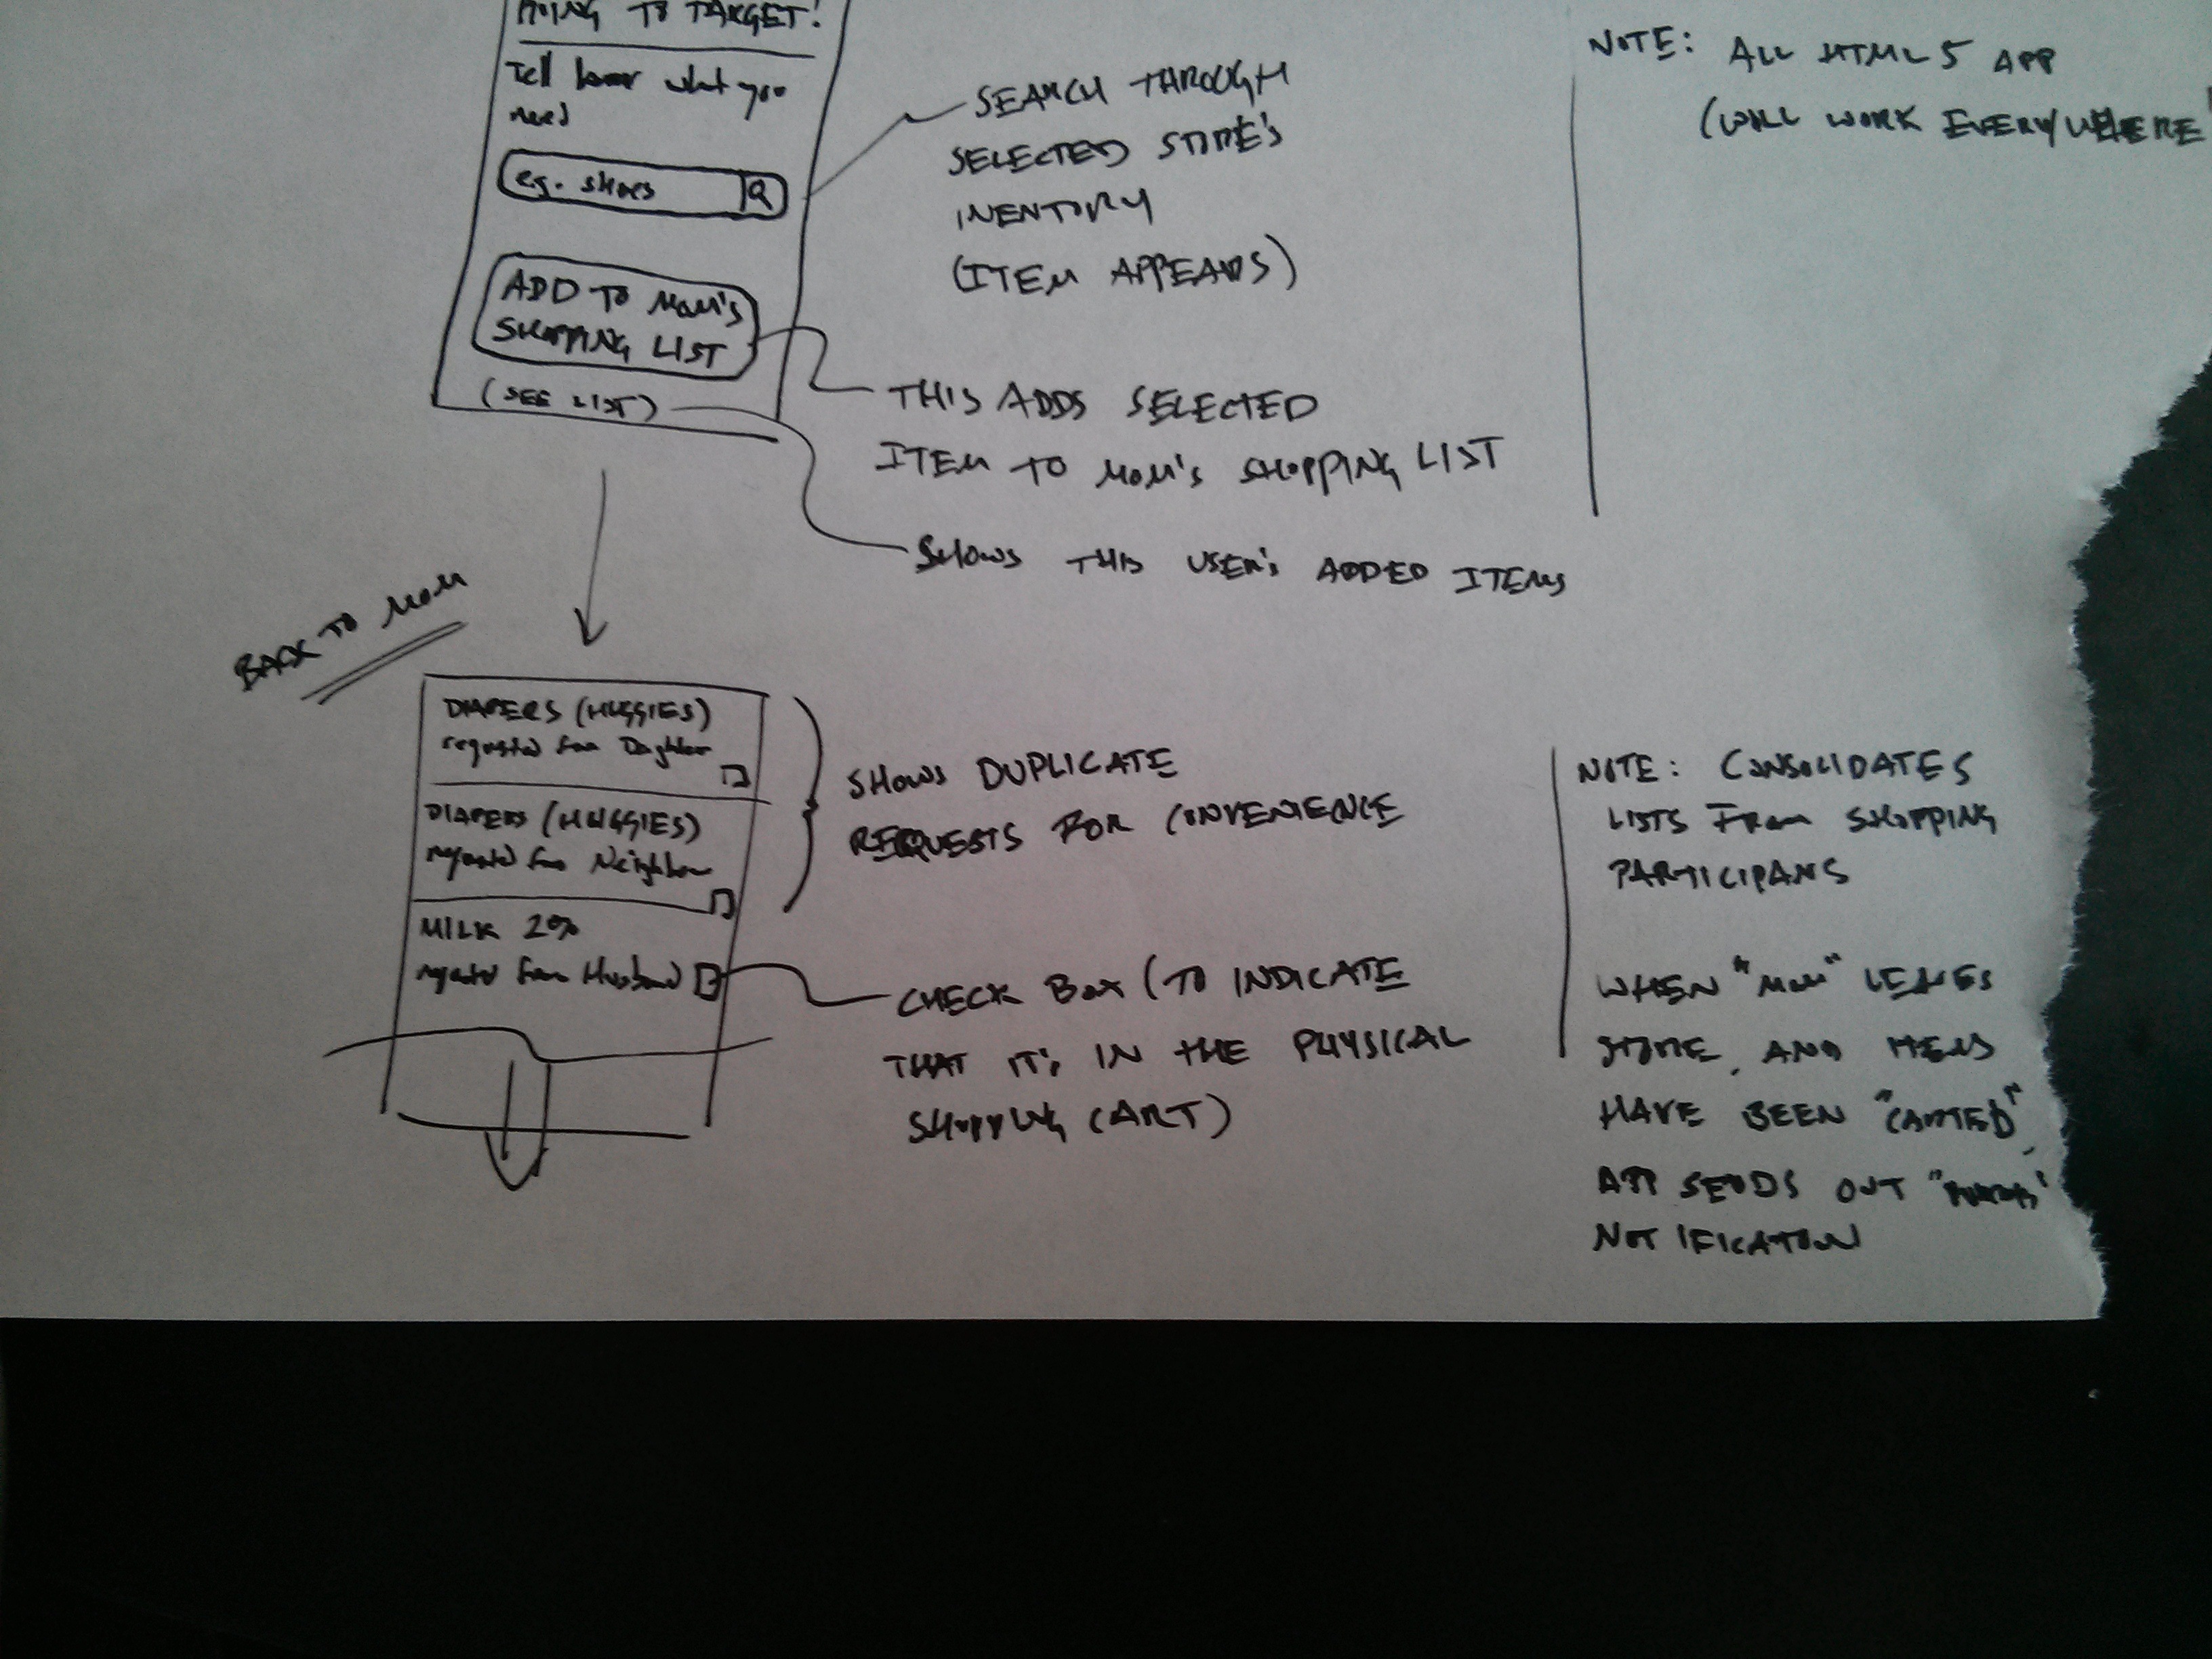 GOING TO TARGET!
Tell her what you
need
eg. shoes
ADD TO MOM'S
SHOPPING LIST
(SEE LIST)
SEARCH THROUGH
SELECTED STORE'S
INENTORY
(ITEM APPEARS)
THIS ADDS SELECTED
ITEM TO MOM'S SHOPPING LIST
SHOWS THIS USER'S ADDED ITEMS
NOTE: ALL HTML5 APP
(WILL WORK EVERYWHERE
BACK TO MOM
DIAPERS (HUGGIES)
requested from Daughter
DIAPERS (HUGGIES)
requested from Neighbor
MILK 2%
requested from Husband
SHOWS DUPLICATE
REQUESTS FOR CONVENIENCE
CHECK BOX (TO INDICATE
THAT IT'S IN THE PHYSICAL
SHOPPING CART)
NOTE: CONSOLIDATES
LISTS FROM SHOPPING
PARTICIPANS
WHEN "MOM" LEAVES
STORE, AND ITEMS
HAVE BEEN "CARTED",
APP SENDS OUT
NOTIFICATION